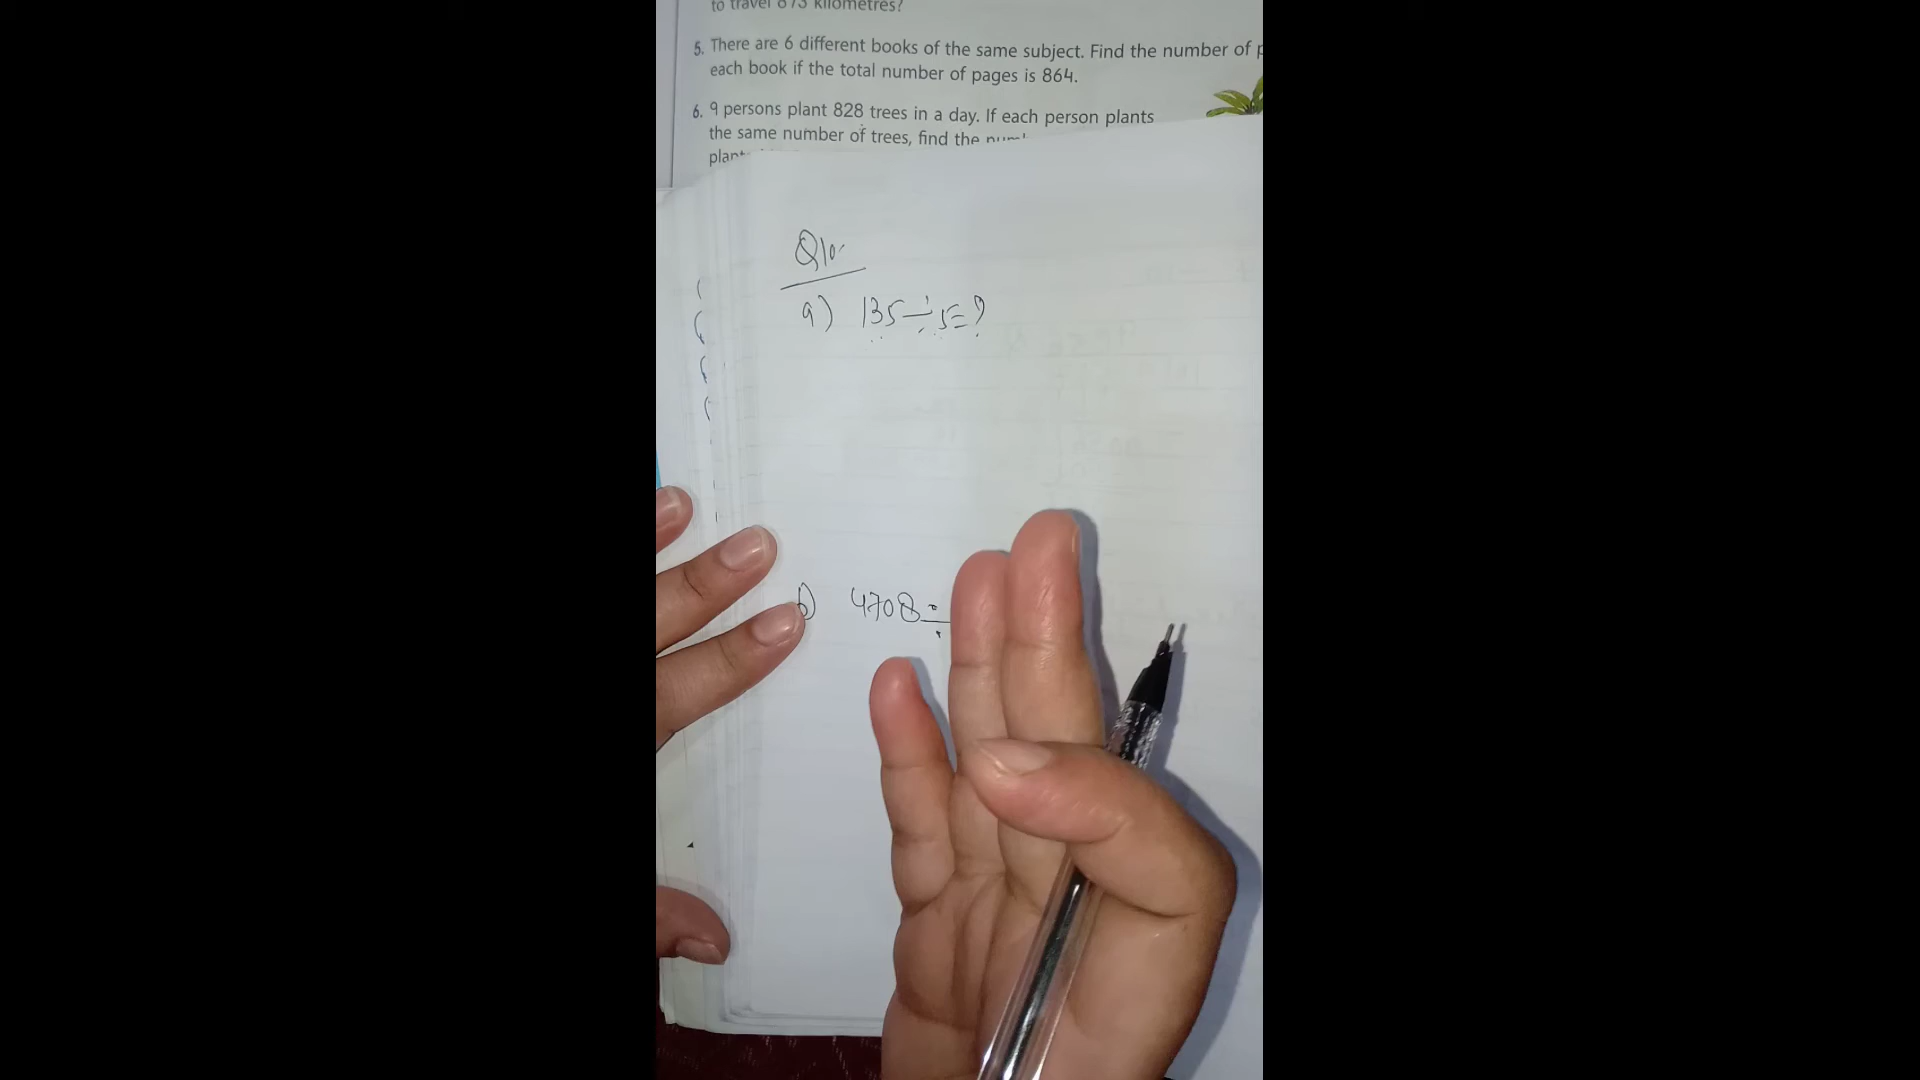 to travel 873 kilometres?
5. There are 6 different books of the same subject. Find the number of
each book if the total number of pages is 864.
6. 9 persons plant 828 trees in a day. If each person plants
the same number of trees, find the
Q10.
a) 135÷5=?
b) 4708÷